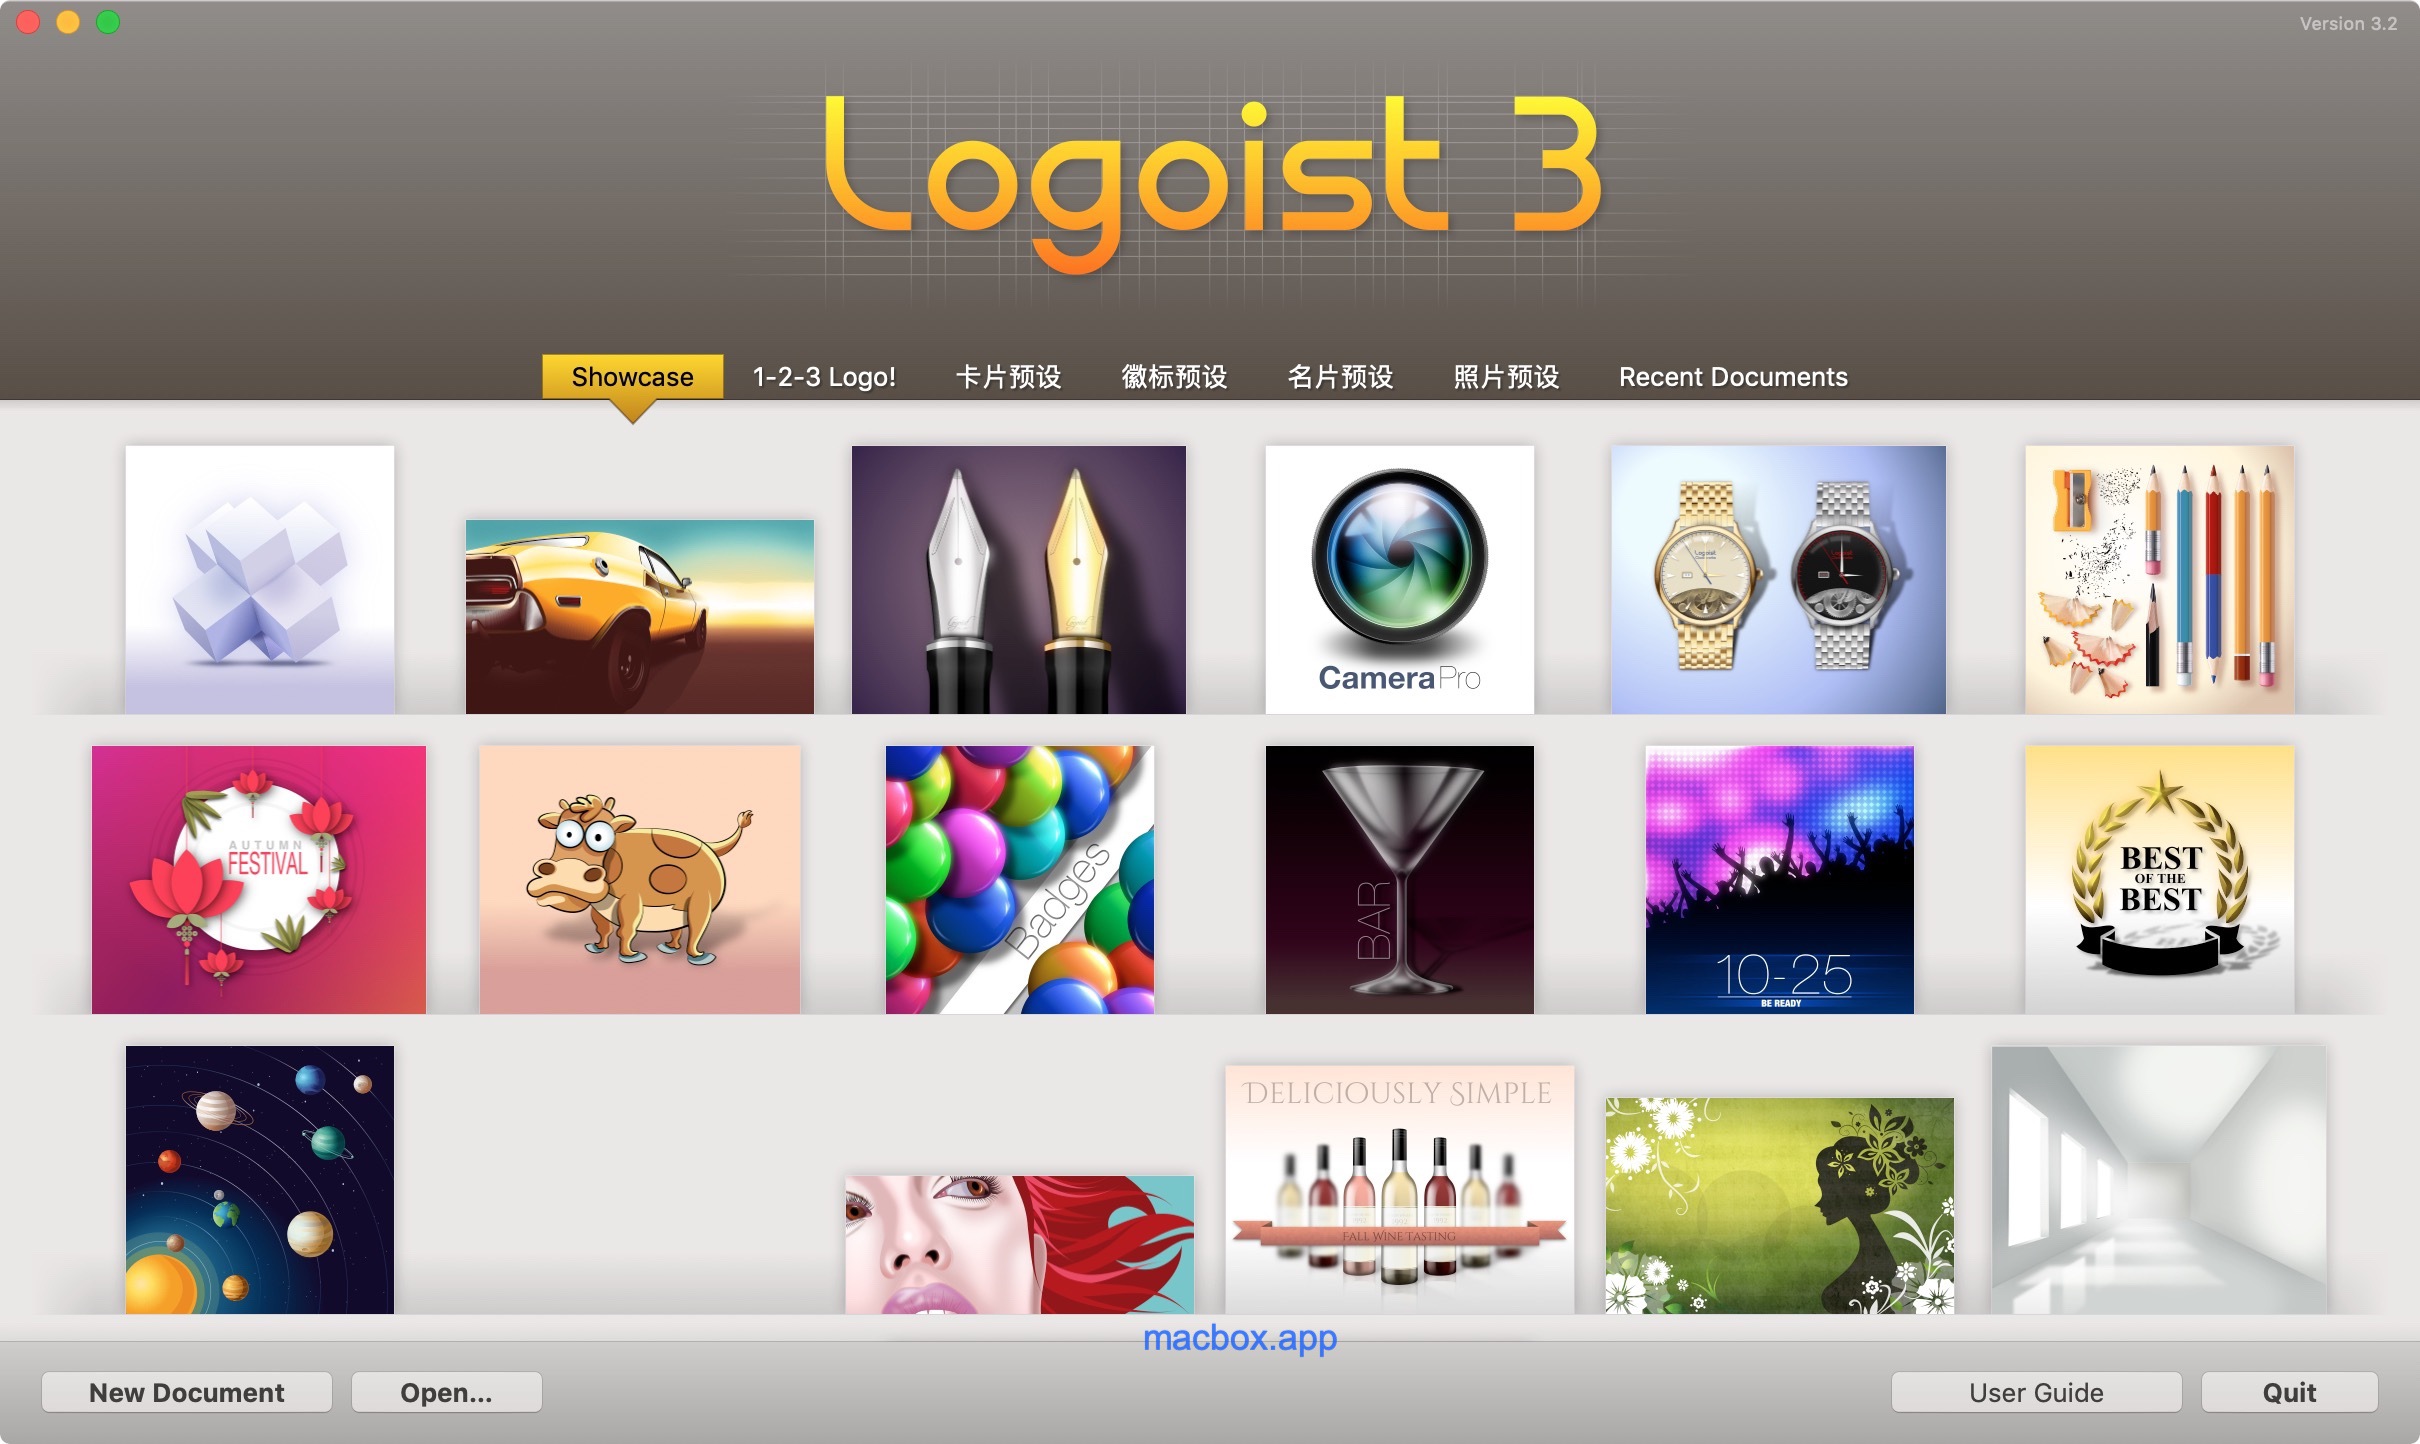 Version 3.2
Logoist 3
Showcase
1-2-3 Logo!
卡片预设
徽标预设
名片预设
照片预设
Recent Documents
CameraPro
AUTUMN
FESTIVAL
Badges
BAR
10-25
BE READY
BEST
OF THE
BEST
DELICIOUSLY SIMPLE
FALL WINE TASTING
macbox.app
New Document
Open...
User Guide
Quit